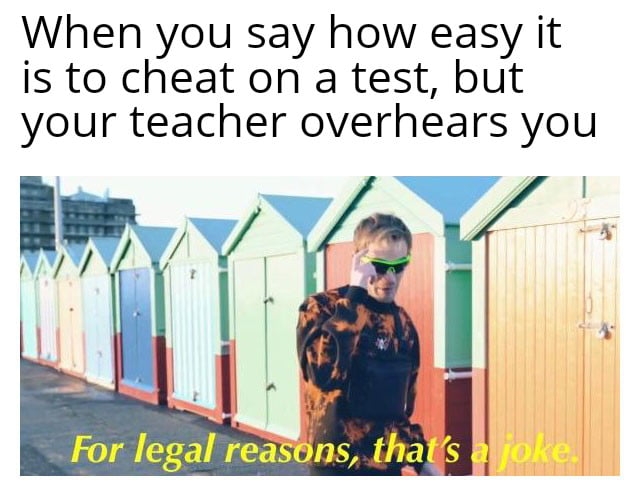 When you say how easy it
is to cheat on a test, but
your teacher overhears you
For legal reasons, that's a joke.